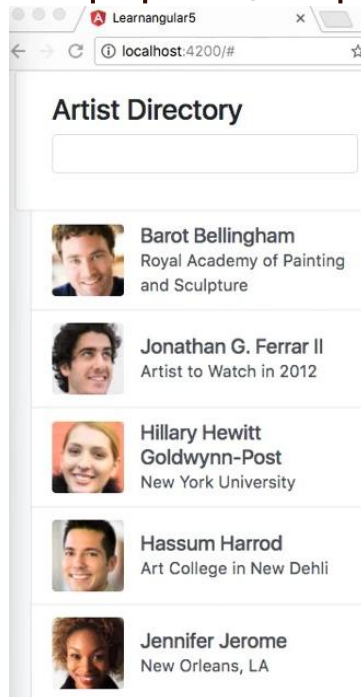 Learnangular5
localhost:4200/#
Artist Directory
Barot Bellingham
Royal Academy of Painting
and Sculpture
Jonathan G. Ferrar II
Artist to Watch in 2012
Hillary Hewitt
Goldwynn-Post
New York University
Hassum Harrod
Art College in New Dehli
Jennifer Jerome
New Orleans, LA